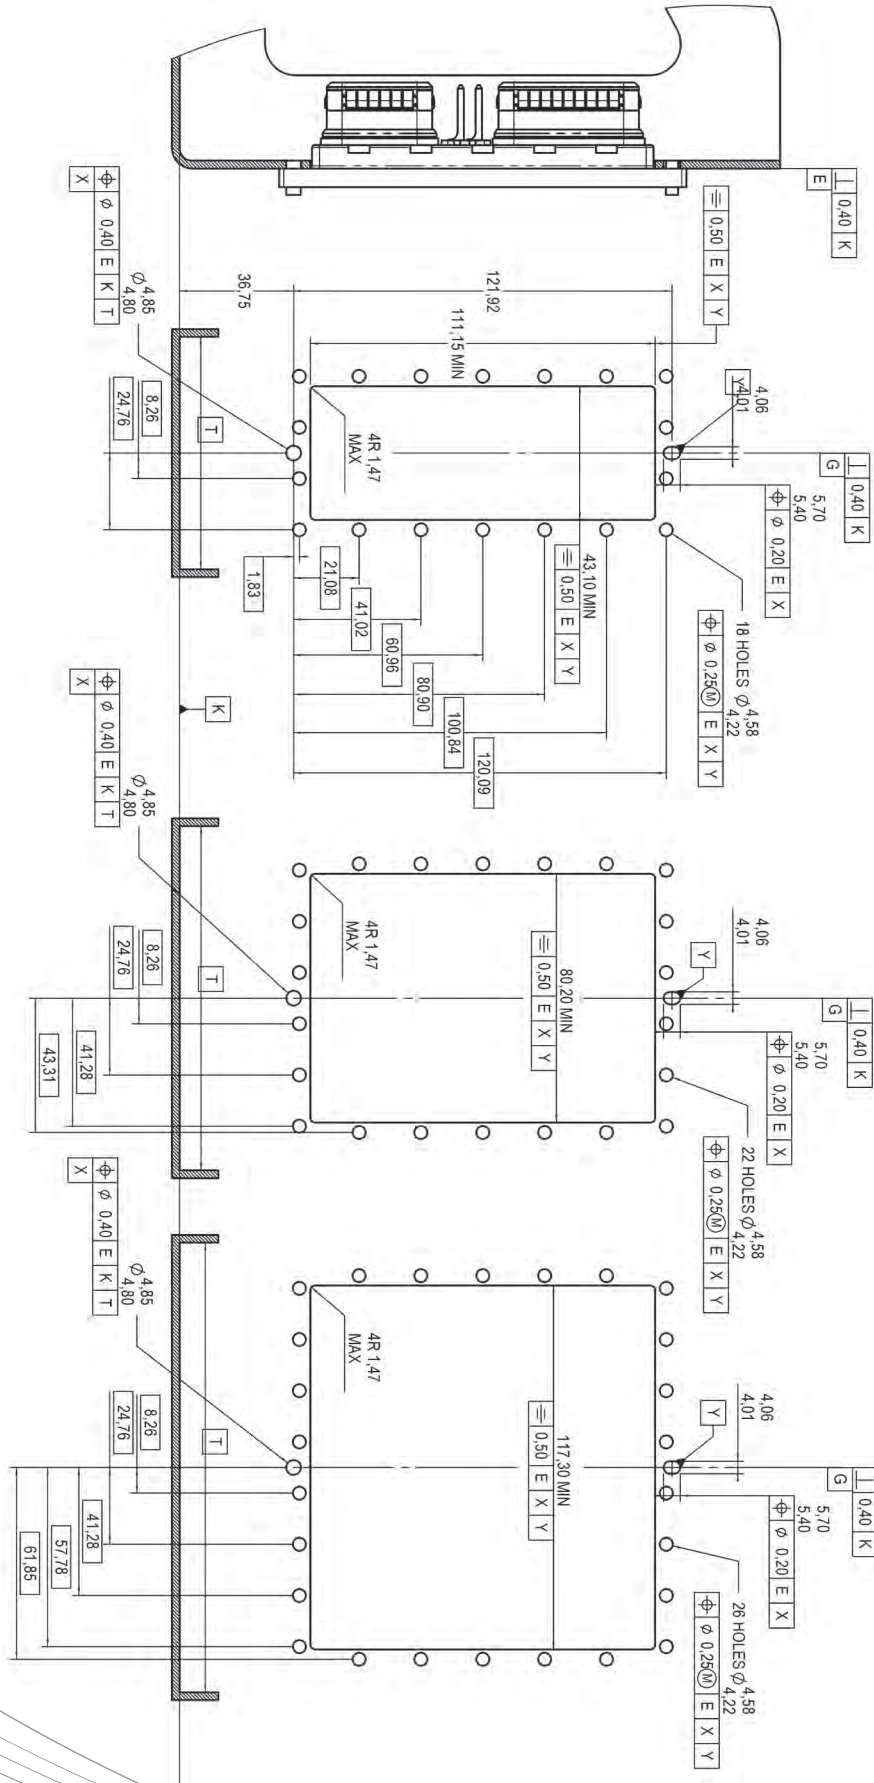 ⟂ 0,40 K
E
⌯ 0,50 E X Y
121,92
36,75
111,15 MIN
⌖ ⌀ 0,40 E K T
X
⌀ 4,85
4,80
8,26
24,76
T
4R 1,47
MAX
4,06
4,01
Y
⟂ 0,40 K
G
5,70
5,40
⌖ ⌀ 0,20 E X
43,10 MIN
⌯ 0,50 E X Y
18 HOLES ⌀ 4,58
4,22
⌖ ⌀ 0,25Ⓜ E X Y
1,83
21,08
41,02
60,96
80,90
100,84
120,09
K
⌖ ⌀ 0,40 E K T
X
⌀ 4,85
4,80
8,26
24,76
41,28
43,31
T
4R 1,47
MAX
80,20 MIN
⌯ 0,50 E X Y
4,06
4,01
Y
⟂ 0,40 K
G
5,70
5,40
⌖ ⌀ 0,20 E X
22 HOLES ⌀ 4,58
4,22
⌖ ⌀ 0,25Ⓜ E X Y
⌖ ⌀ 0,40 E K T
X
⌀ 4,85
4,80
8,26
24,76
41,28
57,78
61,85
T
4R 1,47
MAX
117,30 MIN
⌯ 0,50 E X Y
4,06
4,01
Y
⟂ 0,40 K
G
5,70
5,40
⌖ ⌀ 0,20 E X
26 HOLES ⌀ 4,58
4,22
⌖ ⌀ 0,25Ⓜ E X Y